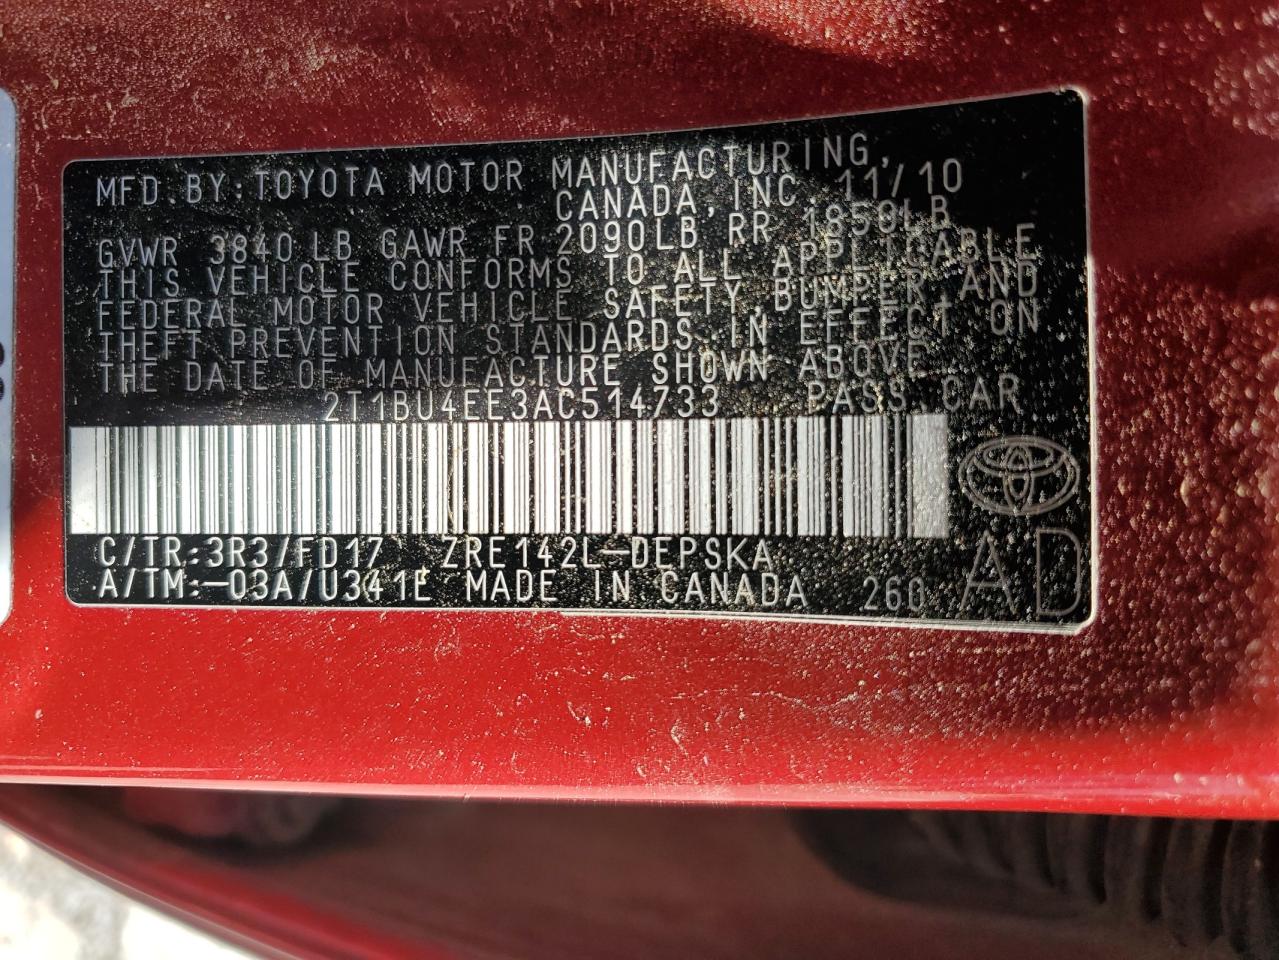 MFD.BY:TOYOTA MOTOR MANUFACTURING,
CANADA,INC 11/10
GVWR 3840 LB GAWR FR 2090LB,RR 1850LB
THIS VEHICLE CONFORMS TO ALL APPLICABLE
FEDERAL MOTOR VEHICLE SAFETY,BUMPER,AND
THEFT PREVENTION STANDARDS IN EFFECT ON
THE DATE OF MANUFACTURE SHOWN ABOVE.
2T1BU4EE3AC514733 PASS.CAR
C/TR:3R3/FD17 ZRE142L-DEPSKA
A/TM:-03A/U341E MADE IN CANADA 260
AD